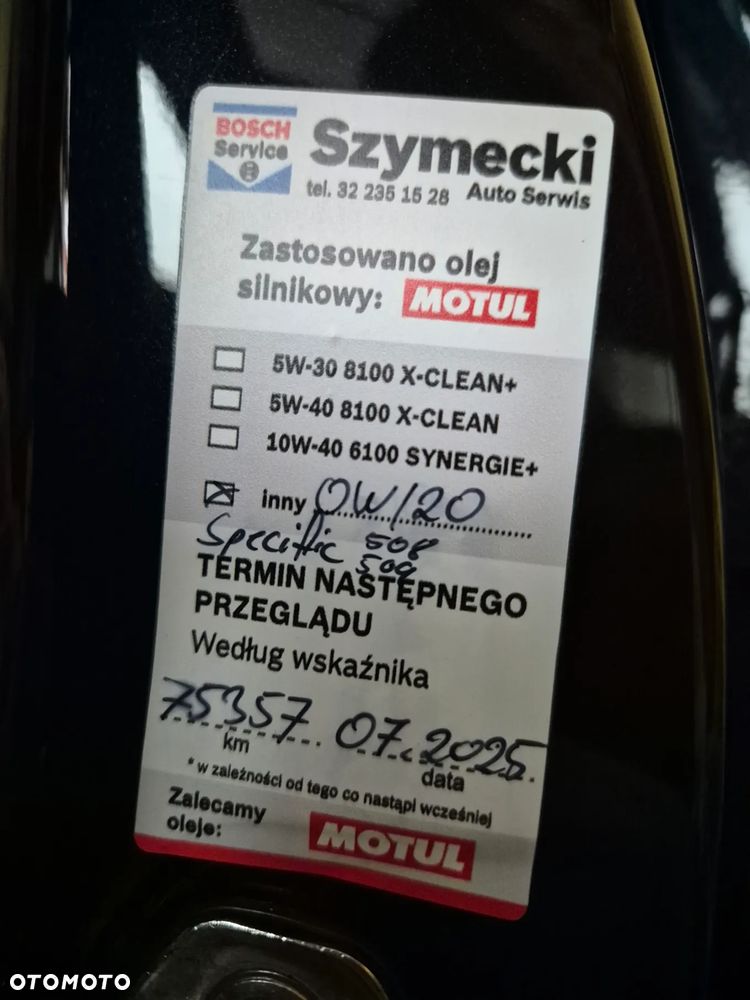 BOSCH
Service
Szymecki
tel. 32 235 15 28 Auto Serwis
Zastosowano olej
silnikowy: MOTUL
5W-30 8100 X-CLEAN+
5W-40 8100 X-CLEAN
10W-40 6100 SYNERGIE+
inny OW/20
Specific 508
509
TERMIN NASTĘPNEGO
PRZEGLĄDU
Według wskaźnika
75357 07.2025
km data
* w zależności od tego co nastąpi wcześniej
Zalecamy
oleje: MOTUL
OTOMOTO